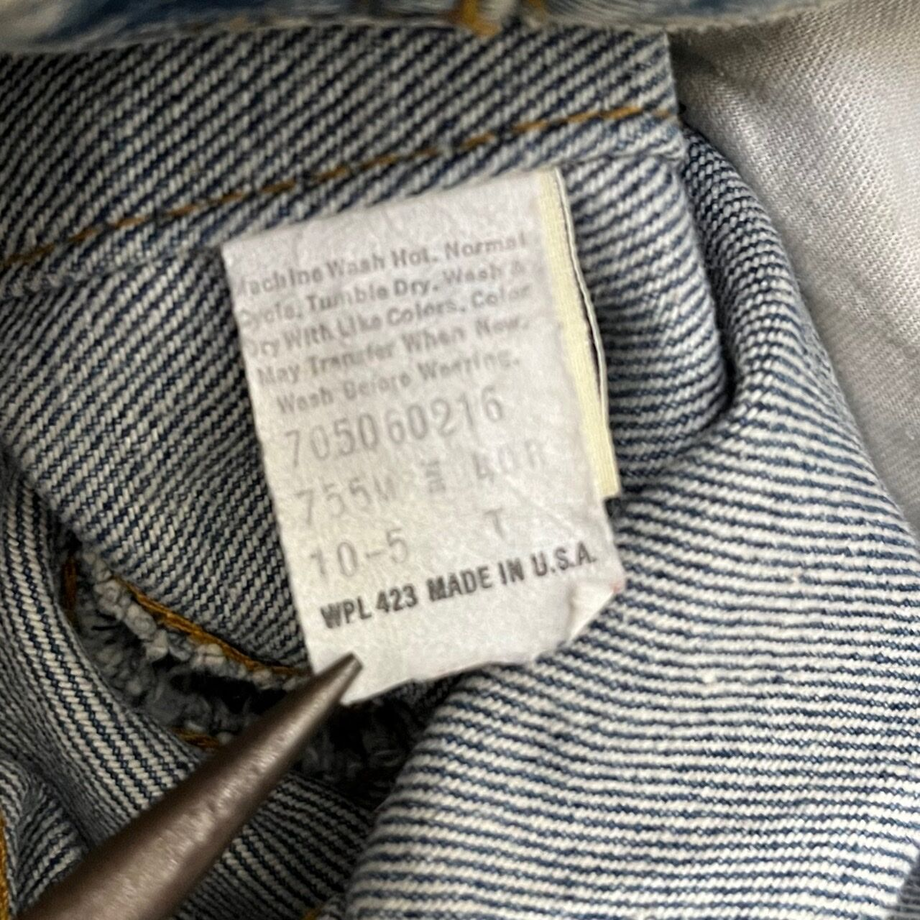 Machine Wash Hot. Normal
Cycle. Tumble Dry. Wash &
Dry With Like Colors. Color
May Transfer When New.
Wash Before Wearing.
705060216
755M 40R
10-5 T
WPL 423 MADE IN U.S.A.